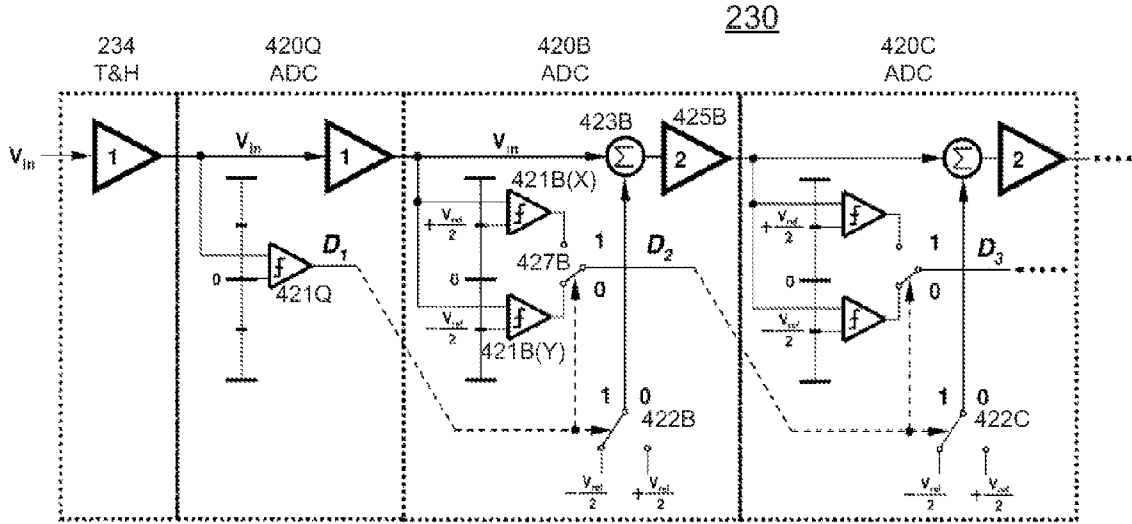 230
234
T&H
420Q
ADC
420B
ADC
420C
ADC
V_in
1
V_in
1
V_in
423B
Σ
425B
2
Σ
2
421B(X)
+V_ref/2
427B
1
D_2
0
0
-V_ref/2
421B(Y)
0
D_1
421Q
+V_ref/2
1
D_3
0
0
-V_ref/2
1
0
422B
-V_ref/2
+V_ref/2
1
0
422C
-V_ref/2
+V_ref/2